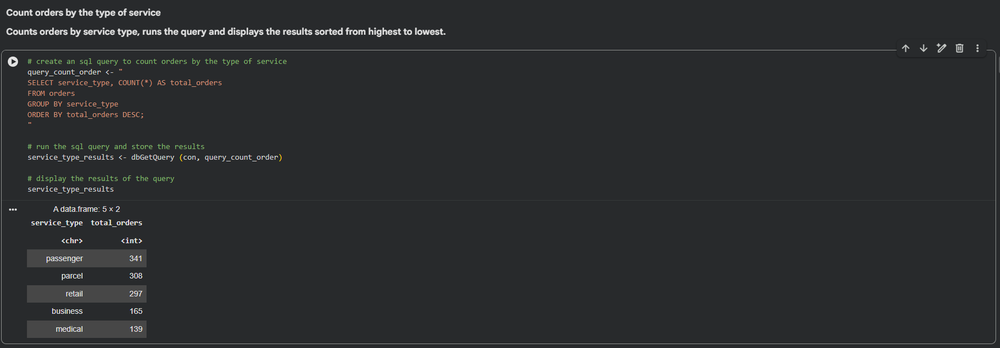 Count orders by the type of service
Counts orders by service type, runs the query and displays the results sorted from highest to lowest.
# create an sql query to count orders by the type of service
query_count_order <- "
SELECT service_type, COUNT(*) AS total_orders
FROM orders
GROUP BY service_type
ORDER BY total_orders DESC;
"
# run the sql query and store the results
service_type_results <- dbGetQuery (con, query_count_order)
# display the results of the query
service_type_results
A data.frame: 5 × 2
service_type total_orders
<chr> <int>
passenger 341
parcel 308
retail 297
business 165
medical 139